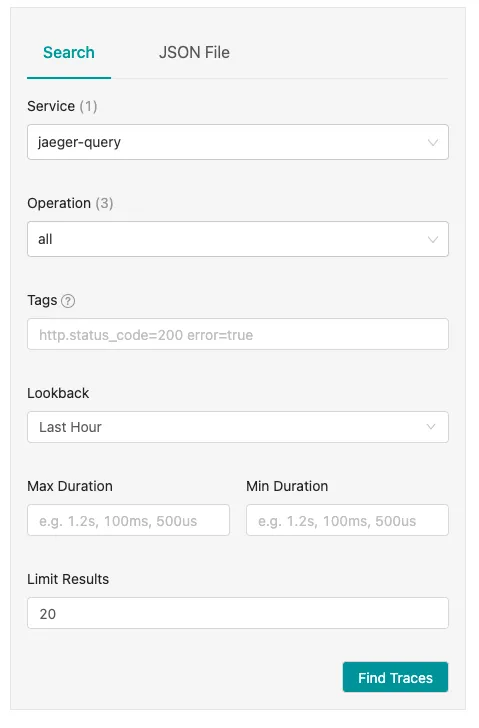 Search JSON File
Service (1)
jaeger-query
Operation (3)
all
Tags ?
http.status_code=200 error=true
Lookback
Last Hour
Max Duration Min Duration
e.g. 1.2s, 100ms, 500us e.g. 1.2s, 100ms, 500us
Limit Results
20
Find Traces